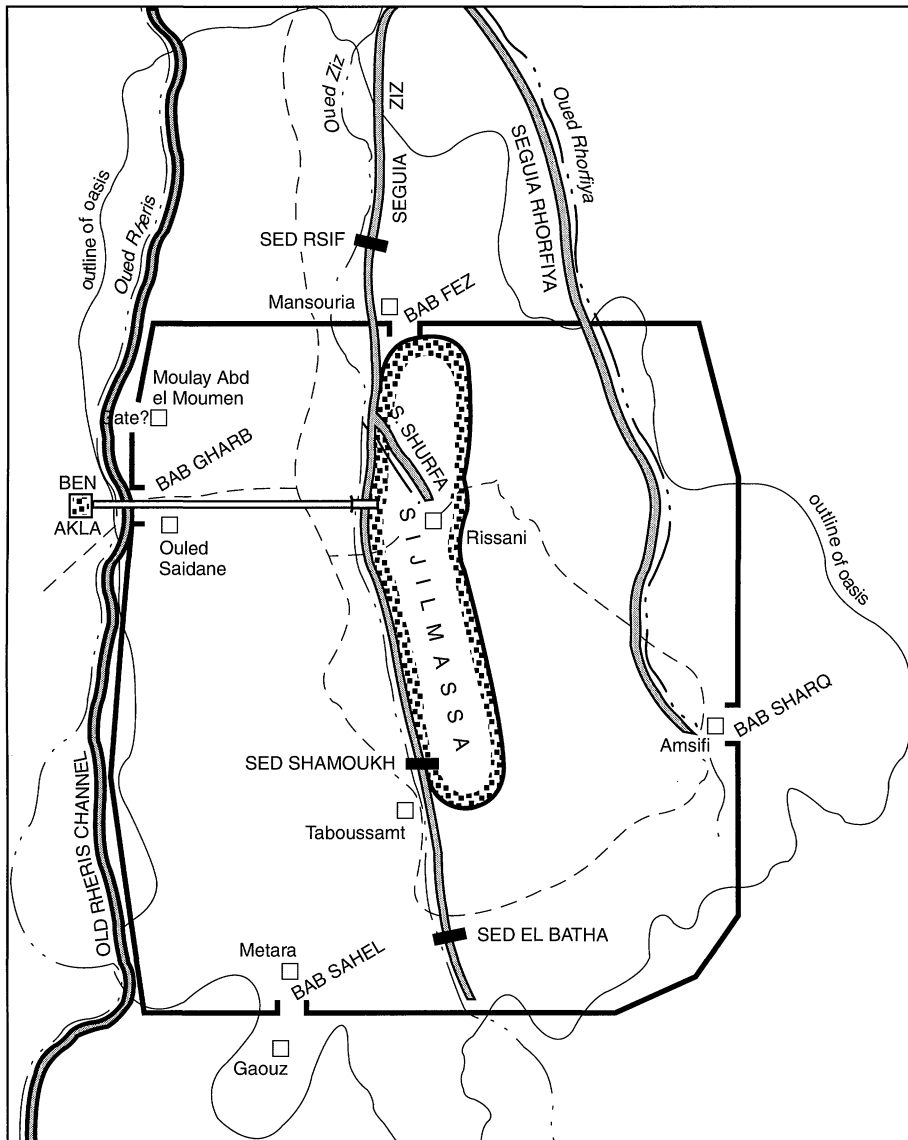 Oued Ziz
ZIZ
SEGUIA
Oued Rhorfiya
SEGUIA RHORFIYA
outline of oasis
Oued Rheris
SED RSIF
Mansouria
BAB FEZ
Moulay Abd
el Moumen
Gate?
BAB GHARB
S. SHURFA
BEN
AKLA
Ouled
Saidane
Rissani
SIJILMASSA
outline of oasis
BAB SHARQ
Amsifi
SED SHAMOUKH
Taboussamt
OLD RHERIS CHANNEL
SED EL BATHA
Metara
BAB SAHEL
Gaouz